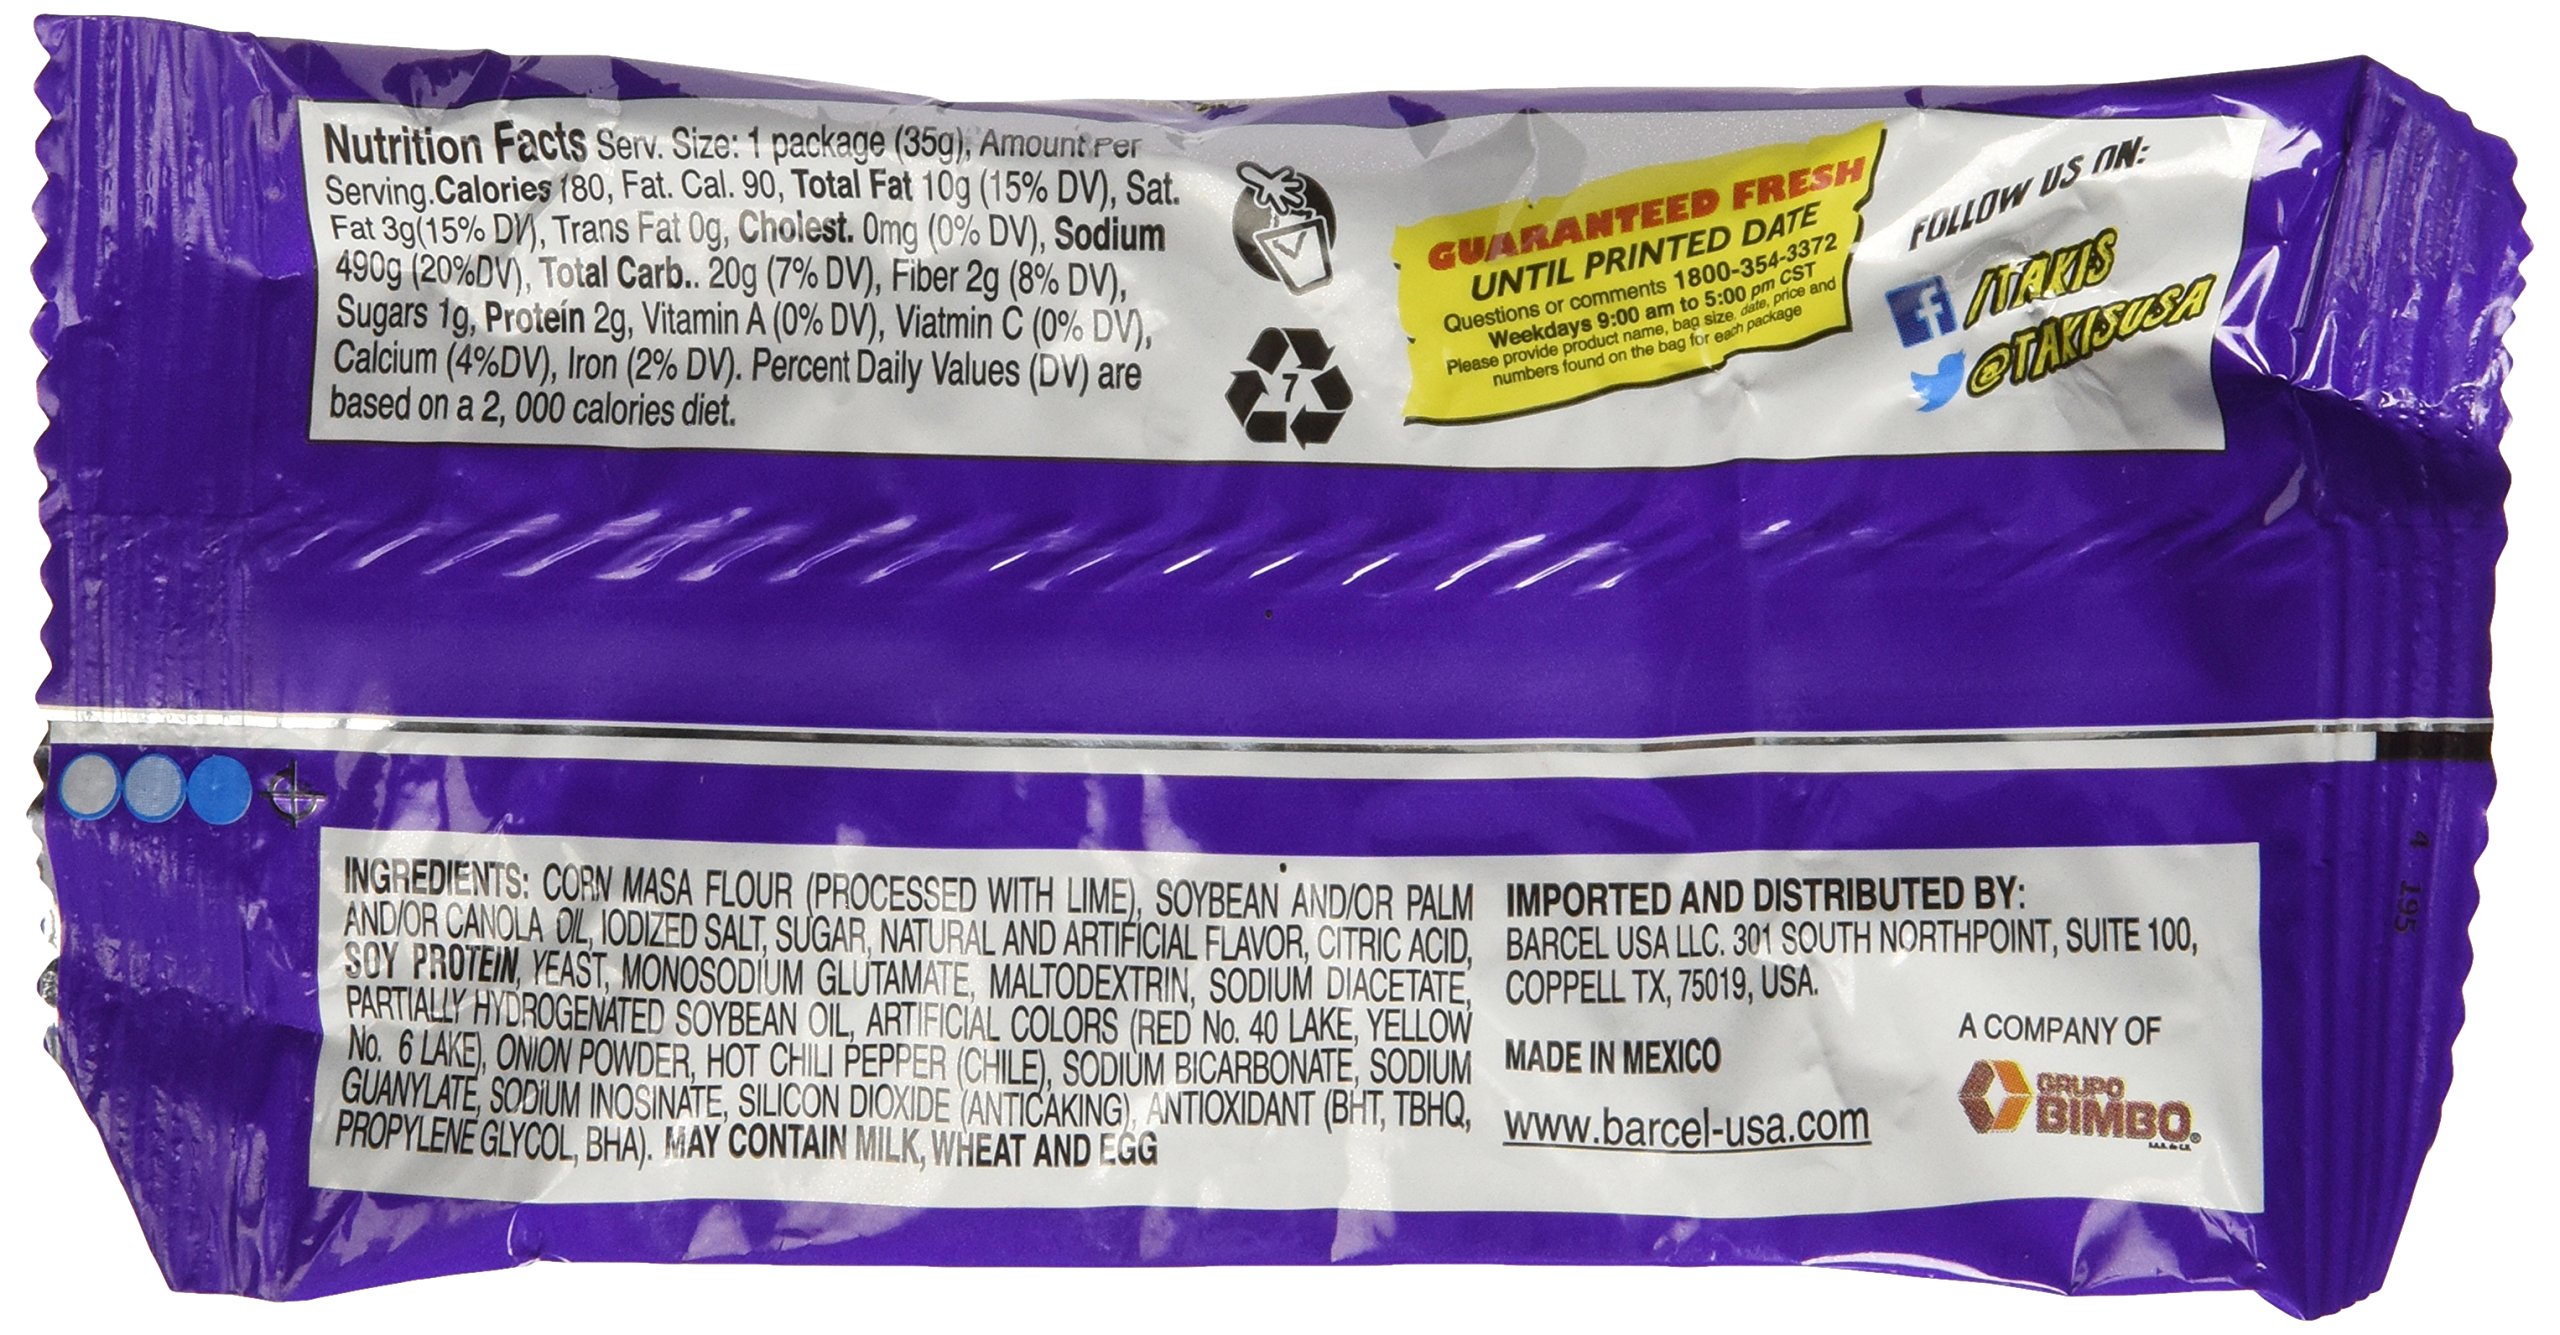 Nutrition Facts Serv. Size: 1 package (35g), Amount Per
Serving.Calories 180, Fat. Cal. 90, Total Fat 10g (15% DV), Sat.
Fat 3g(15% DV), Trans Fat 0g, Cholest. 0mg (0% DV), Sodium
490g (20%DV), Total Carb.. 20g (7% DV), Fiber 2g (8% DV),
Sugars 1g, Proteín 2g, Vitamin A (0% DV), Viatmin C (0% DV),
Calcium (4%DV), Iron (2% DV). Percent Daily Values (DV) are
based on a 2, 000 calories diet.
7
GUARANTEED FRESH
UNTIL PRINTED DATE
Questions or comments 1800-354-3372
Weekdays 9:00 am to 5:00 pm CST
Please provide product name, bag size, date, price and
numbers found on the bag for each package
FOLLOW US ON:
f /TAKIS
@TAKISUSA
INGREDIENTS: CORN MASA FLOUR (PROCESSED WITH LIME), SOYBEAN AND/OR PALM
AND/OR CANOLA OIL, IODIZED SALT, SUGAR, NATURAL AND ARTIFICIAL FLAVOR, CITRIC ACID,
SOY PROTEIN, YEAST, MONOSODIUM GLUTAMATE, MALTODEXTRIN, SODIUM DIACETATE,
PARTIALLY HYDROGENATED SOYBEAN OIL, ARTIFICIAL COLORS (RED No. 40 LAKE, YELLOW
No. 6 LAKE), ONION POWDER, HOT CHILI PEPPER (CHILE), SODIUM BICARBONATE, SODIUM
GUANYLATE, SODIUM INOSINATE, SILICON DIOXIDE (ANTICAKING), ANTIOXIDANT (BHT, TBHQ,
PROPYLENE GLYCOL, BHA). MAY CONTAIN MILK, WHEAT AND EGG
IMPORTED AND DISTRIBUTED BY:
BARCEL USA LLC. 301 SOUTH NORTHPOINT, SUITE 100,
COPPELL TX, 75019, USA.
MADE IN MEXICO
www.barcel-usa.com
A COMPANY OF
GRUPO
BIMBO®
4 195